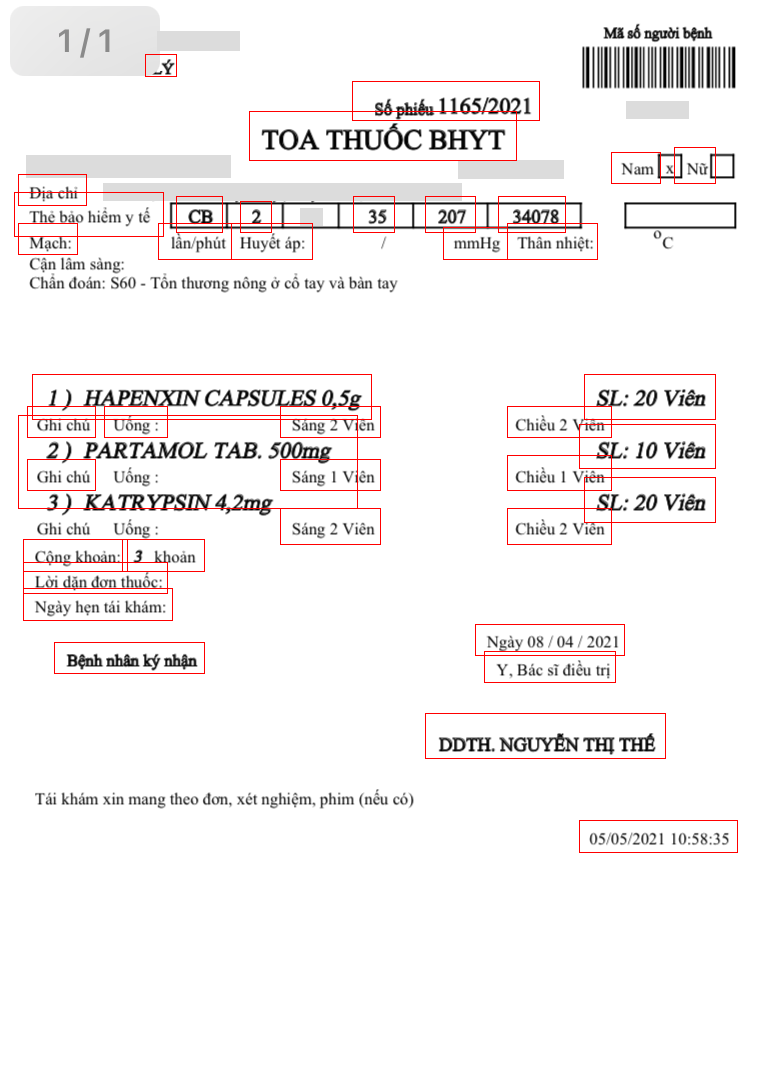 1/1
Mã số người bệnh
LÝ
Số phiếu 1165/2021
TOA THUỐC BHYT
Nam x Nữ
Địa chỉ
Thẻ bảo hiểm y tế CB 2 35 207 34078
Mạch: lần/phút Huyết áp: / mmHg Thân nhiệt: °C
Cận lâm sàng:
Chẩn đoán: S60 - Tổn thương nông ở cổ tay và bàn tay
1 ) HAPENXIN CAPSULES 0,5g SL: 20 Viên
Ghi chú Uống : Sáng 2 Viên Chiều 2 Viên
2 ) PARTAMOL TAB. 500mg SL: 10 Viên
Ghi chú Uống : Sáng 1 Viên Chiều 1 Viên
3 ) KATRYPSIN 4,2mg SL: 20 Viên
Ghi chú Uống : Sáng 2 Viên Chiều 2 Viên
Cộng khoản: 3 khoản
Lời dặn đơn thuốc:
Ngày hẹn tái khám:
Ngày 08 / 04 / 2021
Bệnh nhân ký nhận
Y, Bác sĩ điều trị
DDTH. NGUYỄN THỊ THẾ
Tái khám xin mang theo đơn, xét nghiệm, phim (nếu có)
05/05/2021 10:58:35